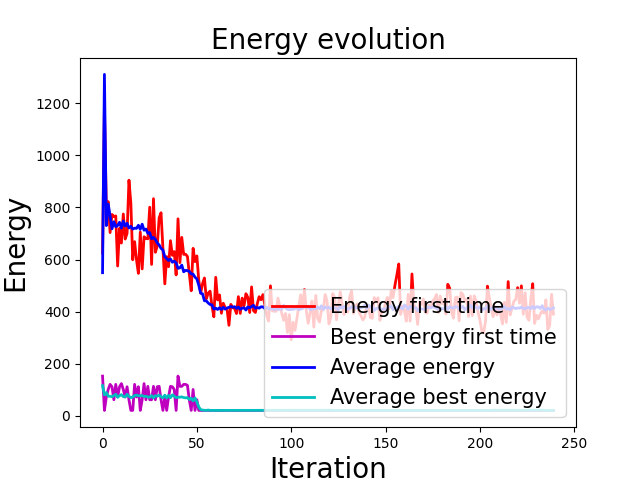 Energy evolution
Energy
1200
1000
800
600
400
200
0
Energy first time
Best energy first time
Average energy
Average best energy
0
50
100
150
200
250
Iteration